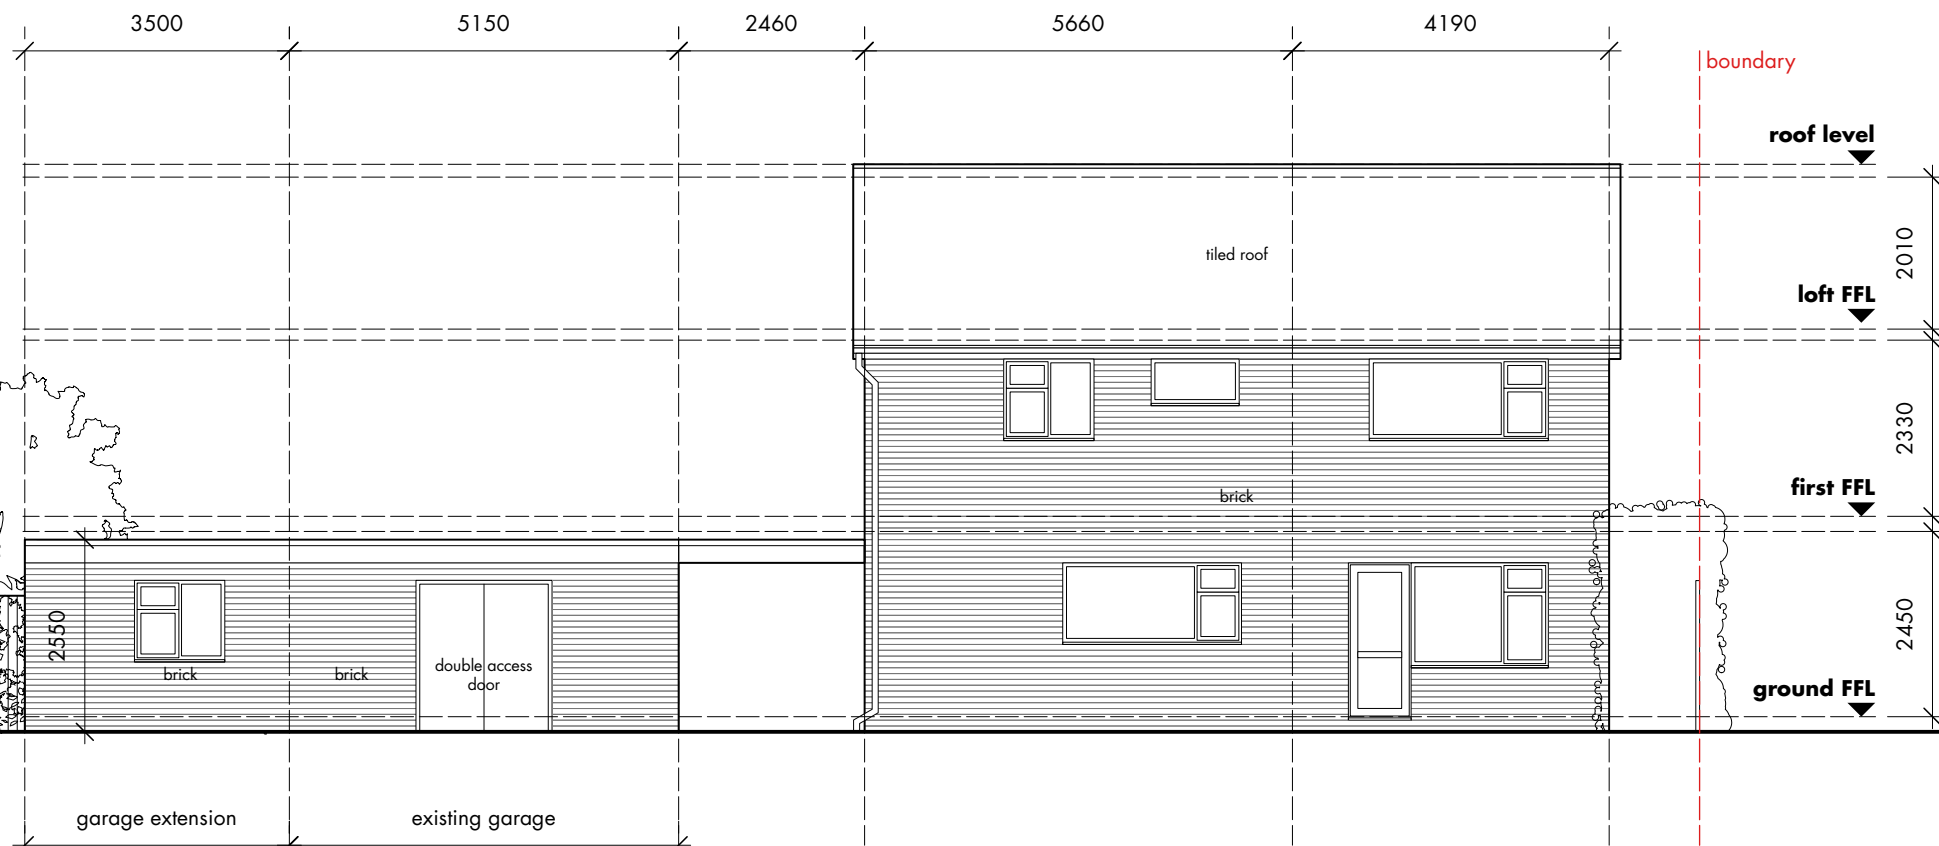 3500
5150
2460
5660
4190
boundary
roof level
tiled roof
2010
loft FFL
2330
first FFL
brick
2550
2450
double access
door
brick
brick
ground FFL
garage extension
existing garage